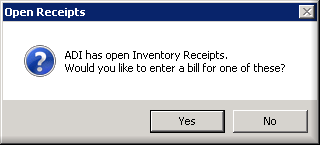 Open Receipts
ADI has open Inventory Receipts.
Would you like to enter a bill for one of these?
Yes
No